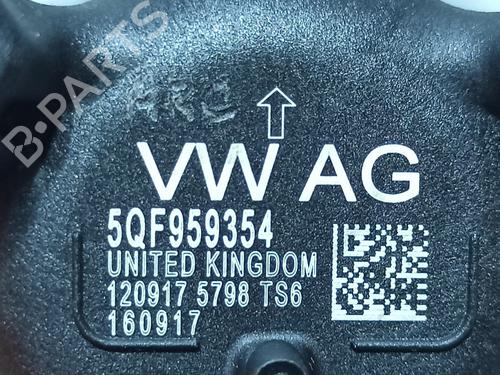 B-PARTS
VW AG
5QF959354
UNITED KINGDOM
120917 5798 TS6
160917